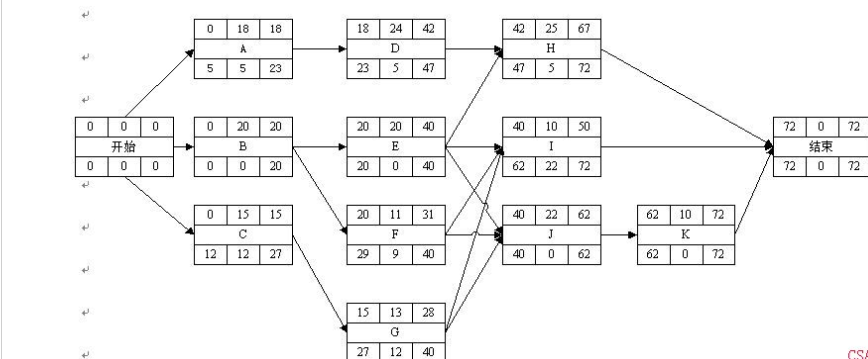 0 18 18
A
5 5 23
18 24 42
D
23 5 47
42 25 67
H
47 5 72
0 0 0
开始
0 0 0
0 20 20
B
0 0 20
20 20 40
E
20 0 40
40 10 50
I
62 22 72
72 0 72
结束
72 0 72
0 15 15
C
12 12 27
20 11 31
F
29 9 40
40 22 62
J
40 0 62
62 10 72
K
62 0 72
15 13 28
G
27 12 40